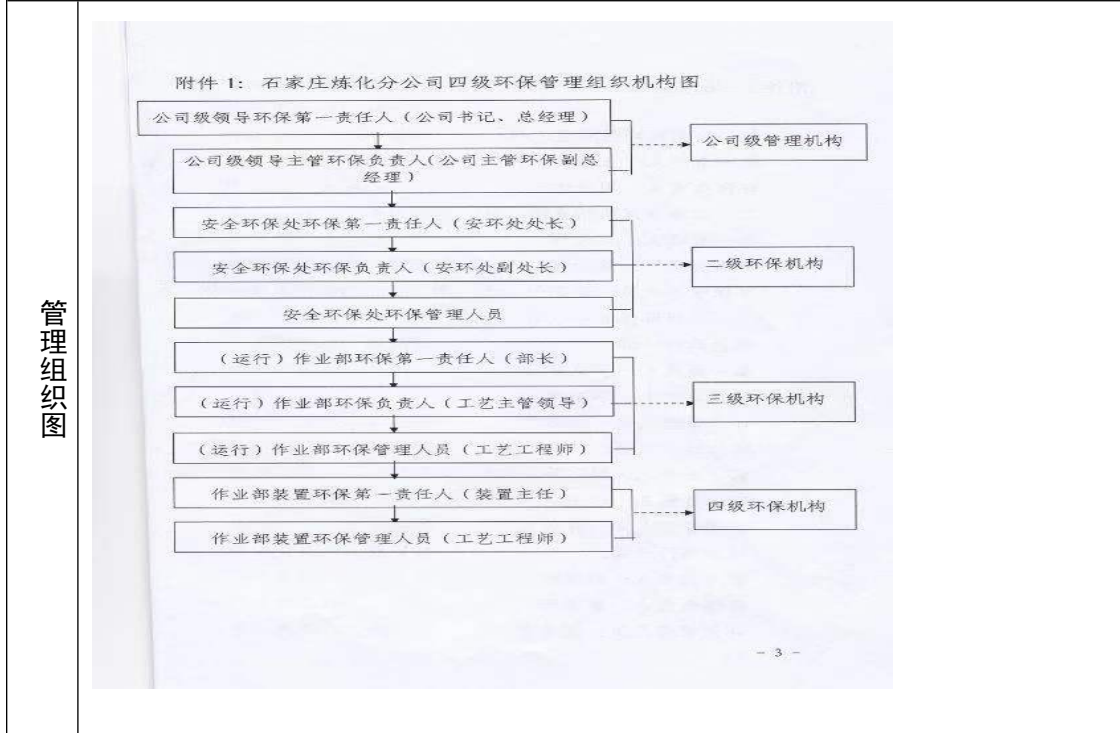 管理组织图
附件 1: 石家庄炼化分公司四级环保管理组织机构图
公司级领导环保第一责任人（公司书记、总经理）
公司级管理机构
公司级领导主管环保负责人(公司主管环保副总
经理）
安全环保处环保第一责任人（安环处处长）
安全环保处环保负责人（安环处副处长）
二级环保机构
安全环保处环保管理人员
（运行）作业部环保第一责任人（部长）
（运行）作业部环保负责人（工艺主管领导）
三级环保机构
（运行）作业部环保管理人员（工艺工程师）
作业部装置环保第一责任人（装置主任）
四级环保机构
作业部装置环保管理人员（工艺工程师）
- 3 -